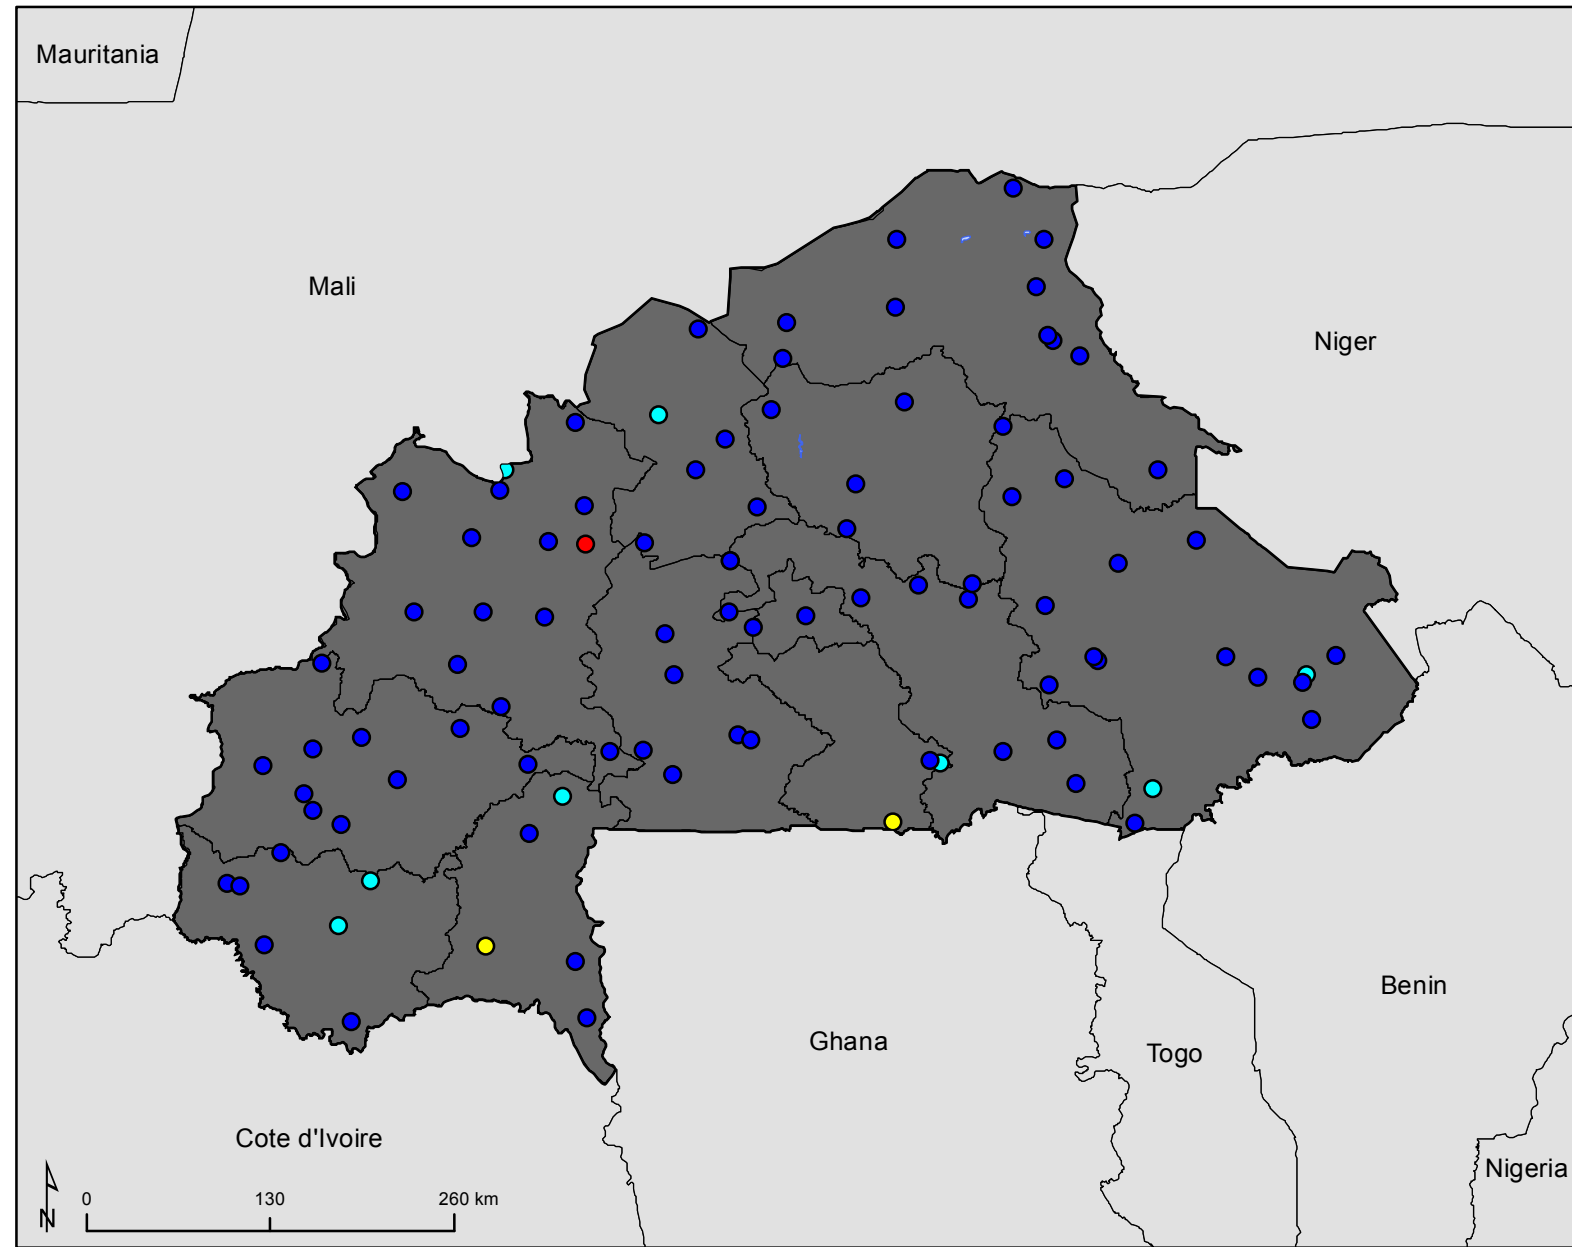 Mauritania
Mali
Niger
Benin
Ghana
Togo
Cote d'Ivoire
Nigeria
0 130 260 km
N